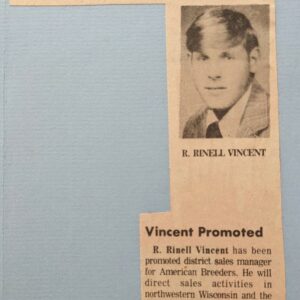 R. RINELL VINCENT
Vincent Promoted
R. Rinell Vincent has been
promoted district sales manager
for American Breeders. He will
direct sales activities in
northwestern Wisconsin and the